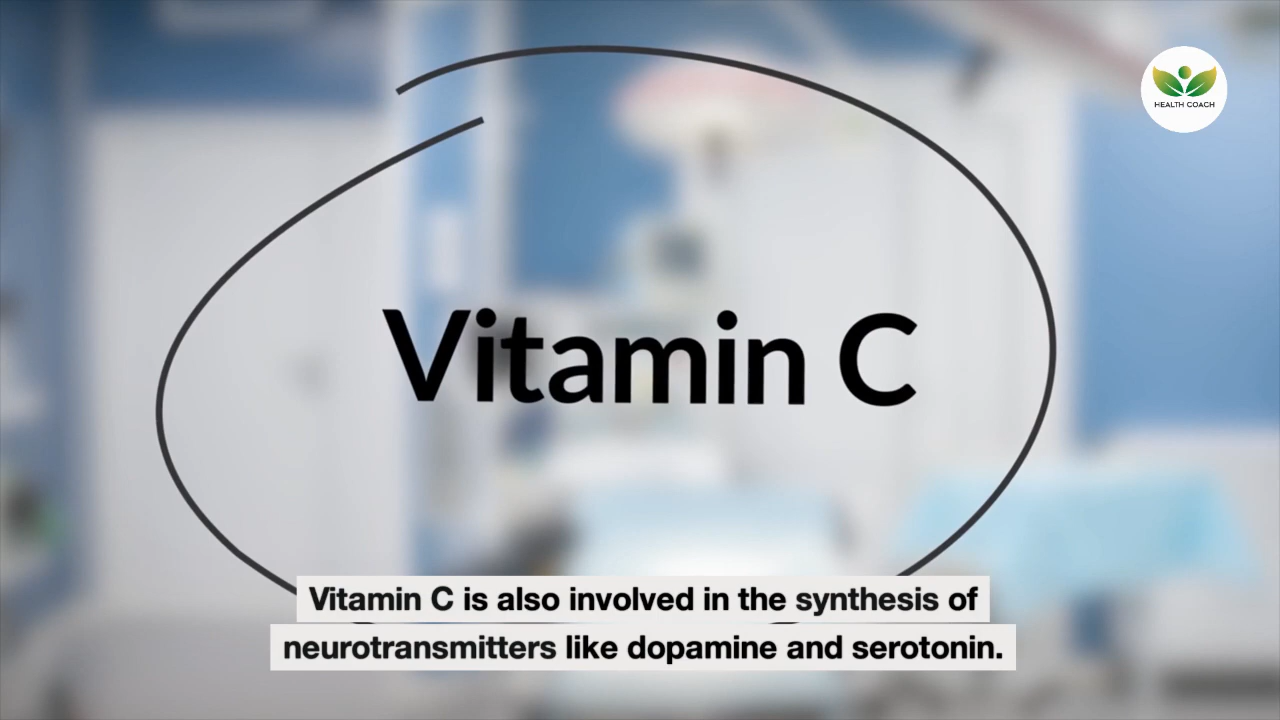 HEALTH COACH
Vitamin C
Vitamin C is also involved in the synthesis of
neurotransmitters like dopamine and serotonin.